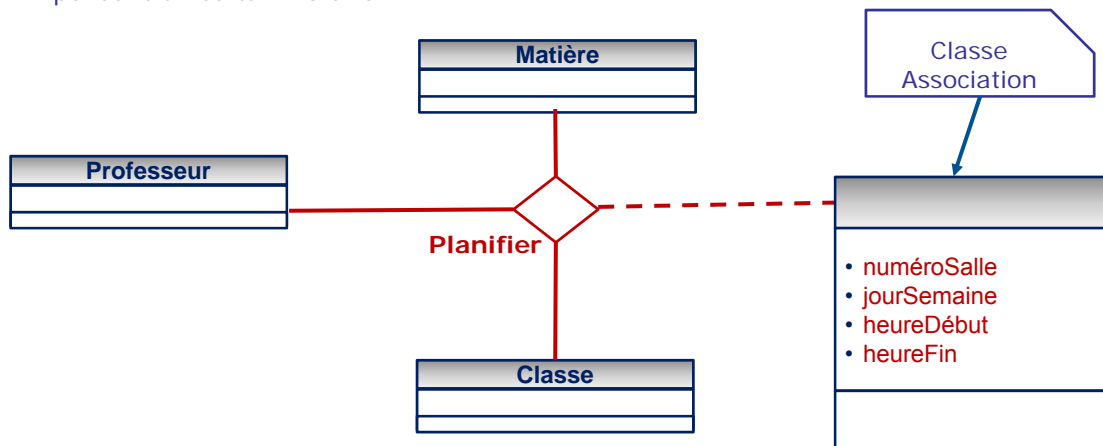 Matière
Classe
Association
Professeur
Planifier
• numéroSalle
• jourSemaine
• heureDébut
• heureFin
Classe